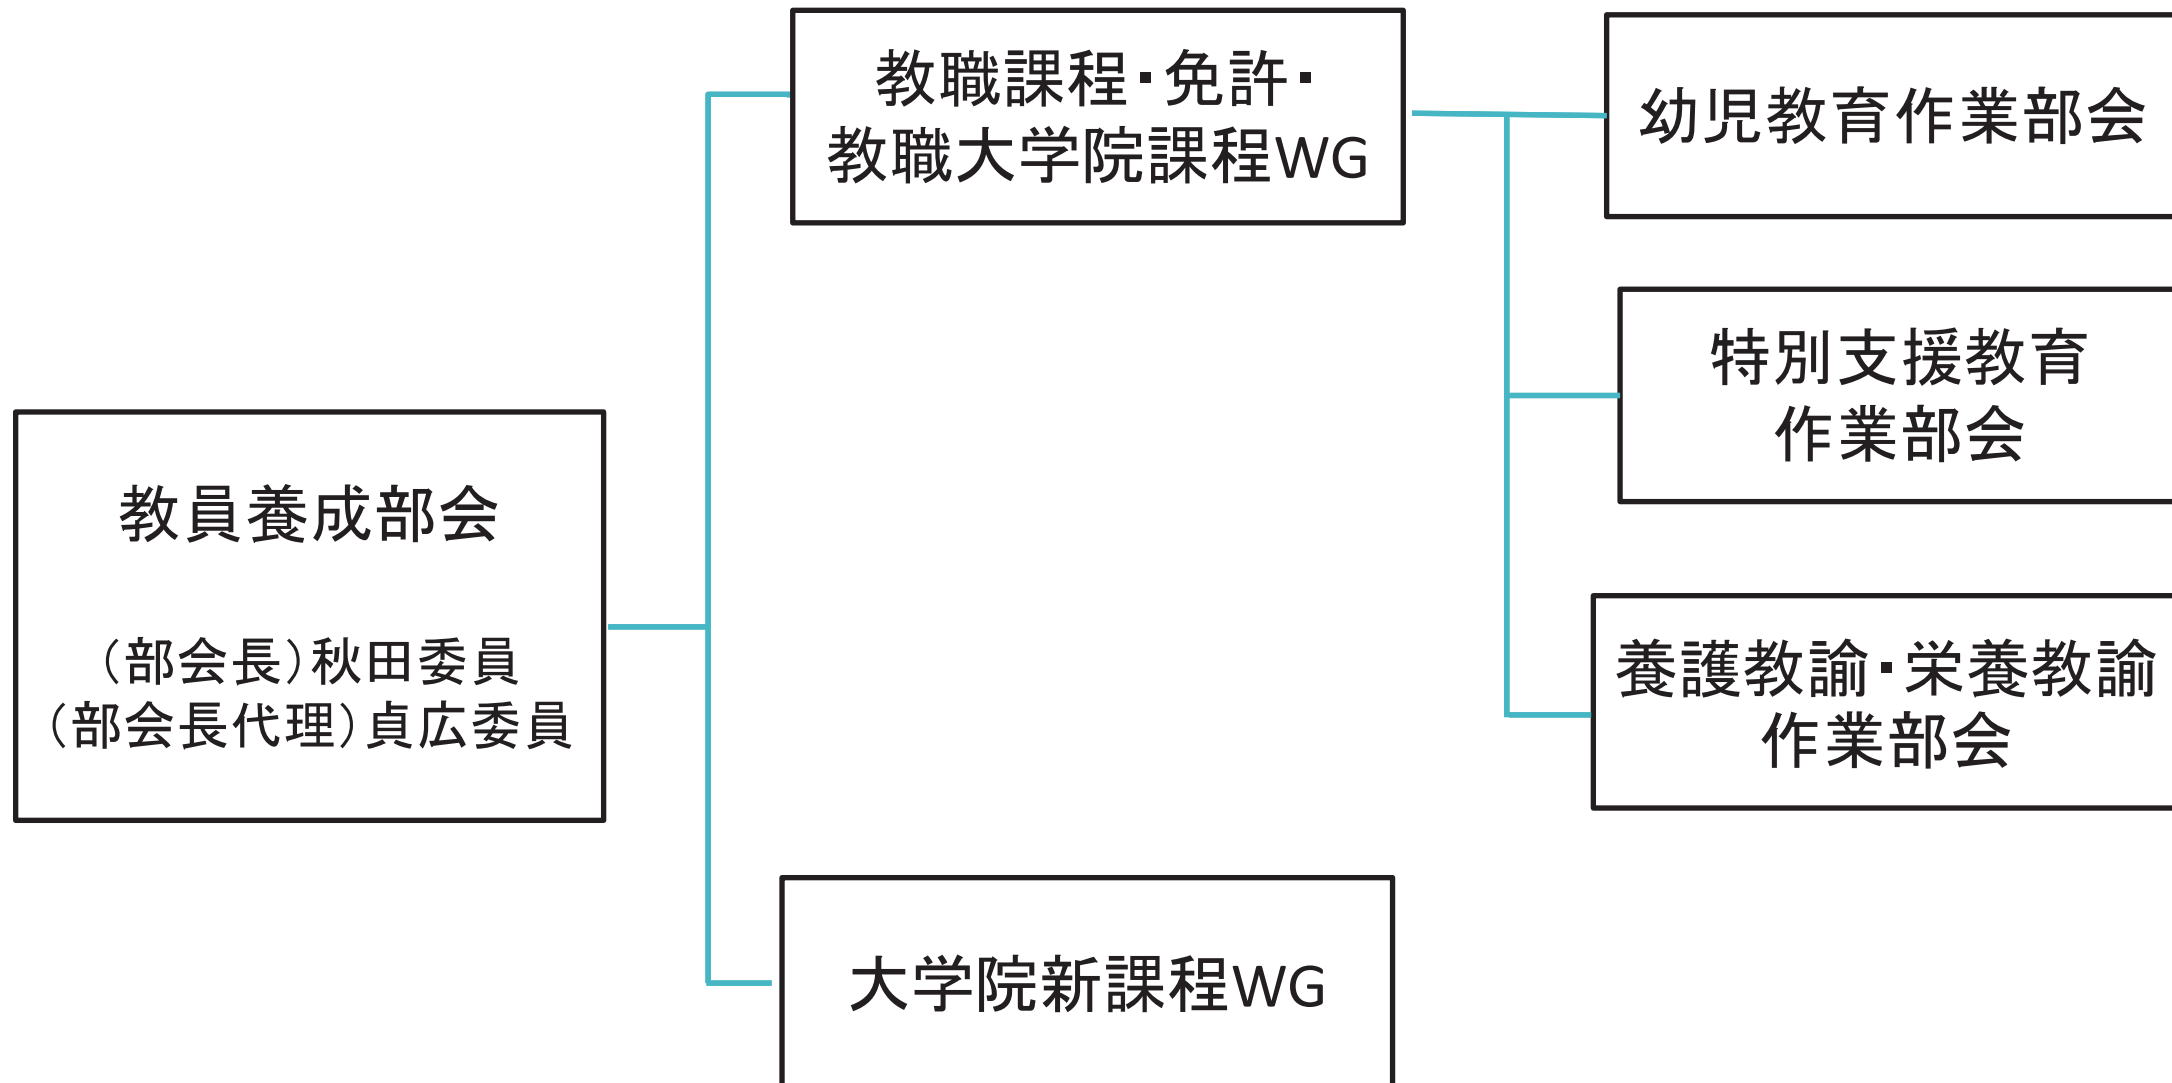 教職課程・免許・
教職大学院課程WG
幼児教育作業部会
特別支援教育
作業部会
教員養成部会
（部会長）秋田委員
（部会長代理）貞広委員
養護教諭・栄養教諭
作業部会
大学院新課程WG